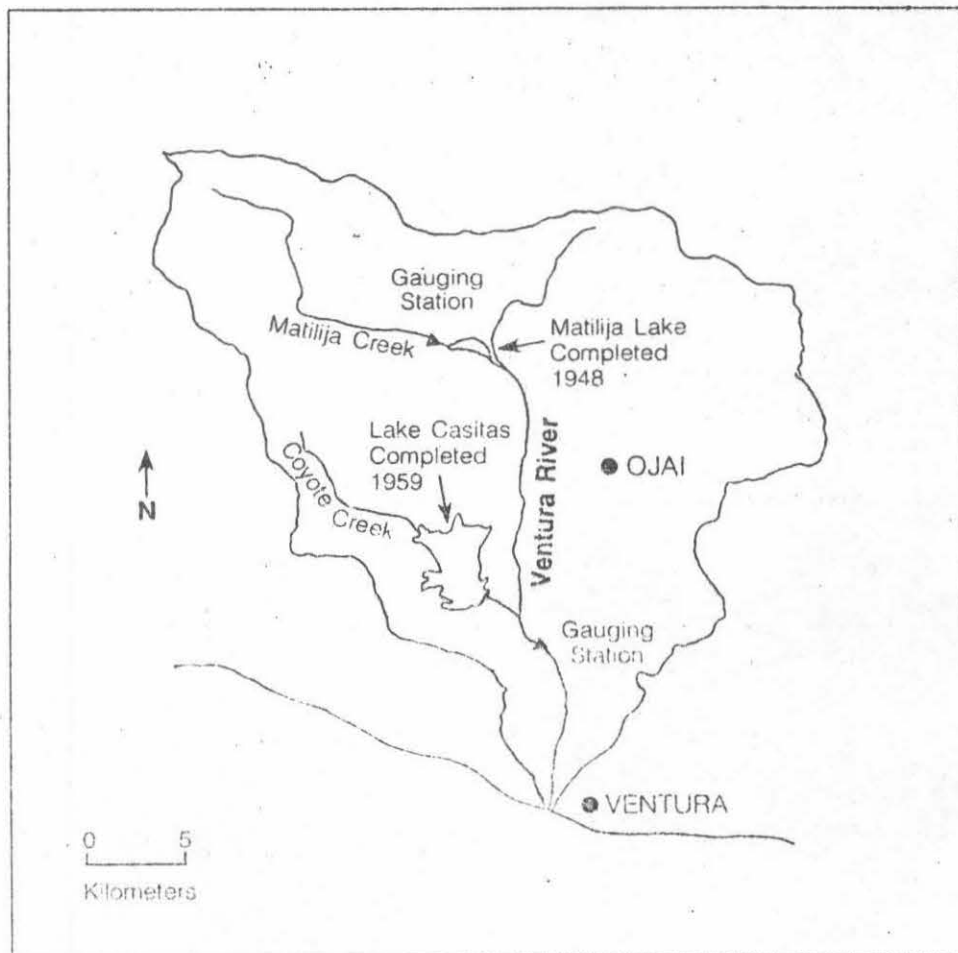 Gauging
Station
Matilija Creek
Matilija Lake
Completed
1948
Lake Casitas
Completed
1959
Coyote Creek
Ventura River
OJAI
N
Gauging
Station
VENTURA
0 5
Kilometers